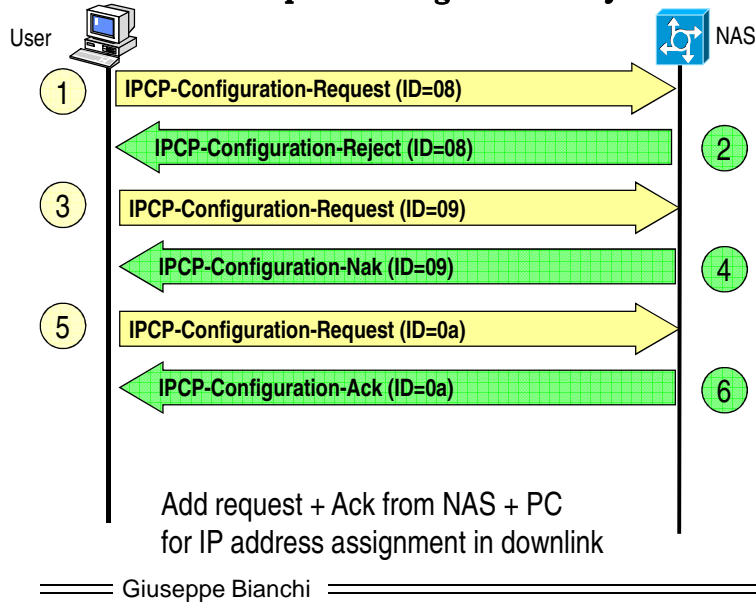 User
NAS
1
IPCP-Configuration-Request (ID=08)
IPCP-Configuration-Reject (ID=08)
2
3
IPCP-Configuration-Request (ID=09)
IPCP-Configuration-Nak (ID=09)
4
5
IPCP-Configuration-Request (ID=0a)
IPCP-Configuration-Ack (ID=0a)
6
Add request + Ack from NAS + PC
for IP address assignment in downlink
Giuseppe Bianchi